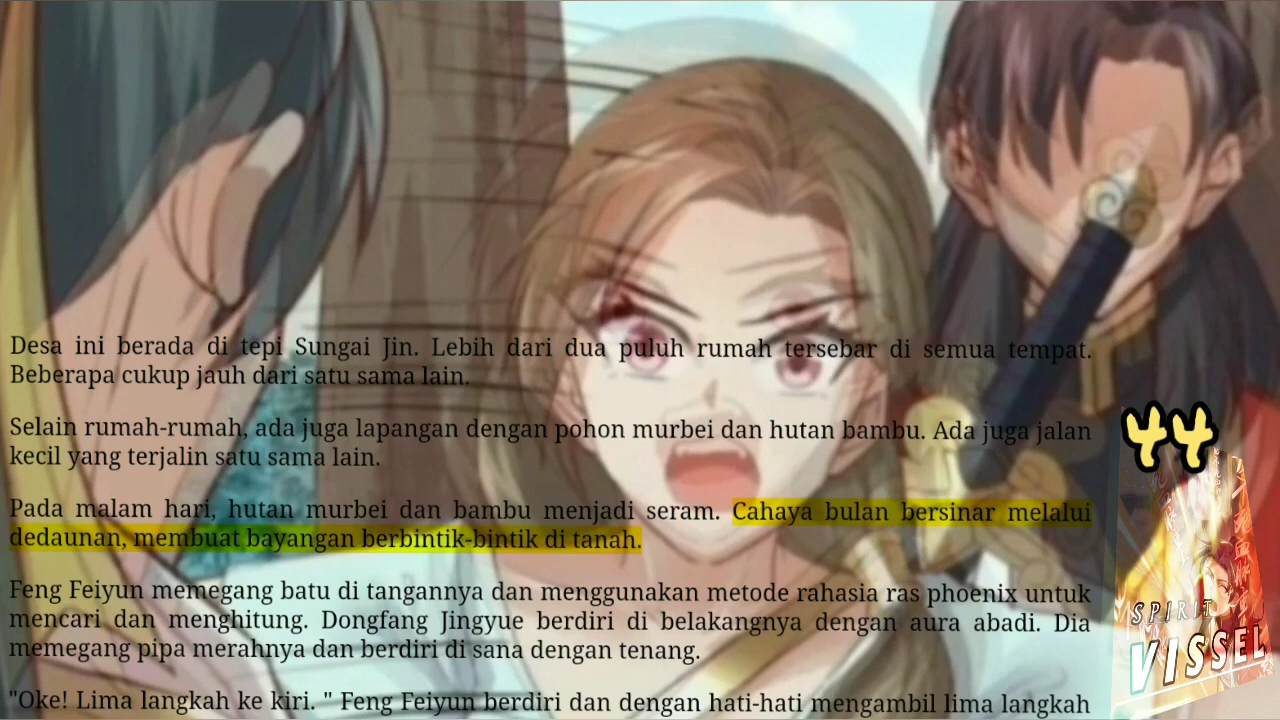 Desa ini berada di tepi Sungai Jin. Lebih dari dua puluh rumah tersebar di semua tempat.
Beberapa cukup jauh dari satu sama lain.
Selain rumah-rumah, ada juga lapangan dengan pohon murbei dan hutan bambu. Ada juga jalan
kecil yang terjalin satu sama lain.
Pada malam hari, hutan murbei dan bambu menjadi seram. Cahaya bulan bersinar melalui
dedaunan, membuat bayangan berbintik-bintik di tanah.
Feng Feiyun memegang batu di tangannya dan menggunakan metode rahasia ras phoenix untuk
mencari dan menghitung. Dongfang Jingyue berdiri di belakangnya dengan aura abadi. Dia
memegang pipa merahnya dan berdiri di sana dengan tenang.
"Oke! Lima langkah ke kiri. " Feng Feiyun berdiri dan dengan hati-hati mengambil lima langkah
44
SPIRIT
VISSEL